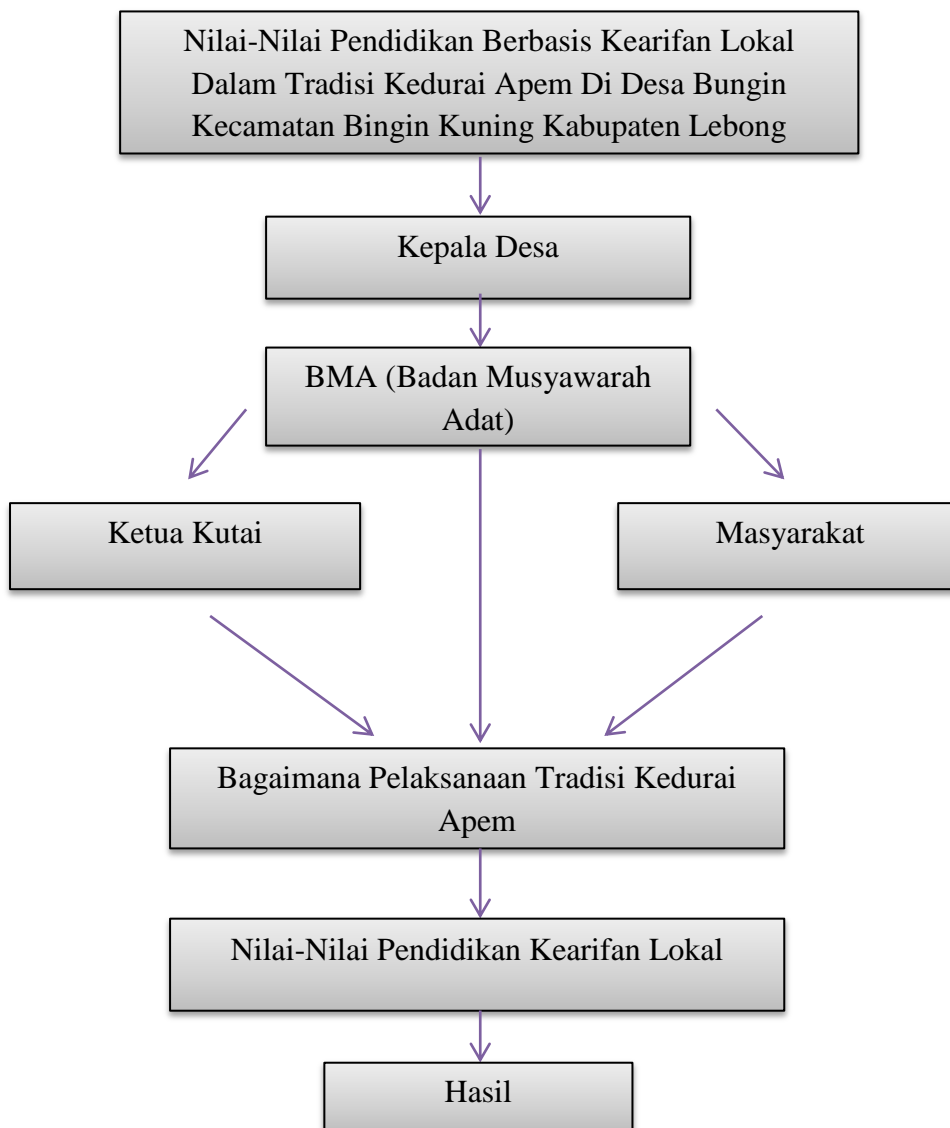 Nilai-Nilai Pendidikan Berbasis Kearifan Lokal
Dalam Tradisi Kedurai Apem Di Desa Bungin
Kecamatan Bingin Kuning Kabupaten Lebong
Kepala Desa
BMA (Badan Musyawarah
Adat)
Ketua Kutai
Masyarakat
Bagaimana Pelaksanaan Tradisi Kedurai
Apem
Nilai-Nilai Pendidikan Kearifan Lokal
Hasil